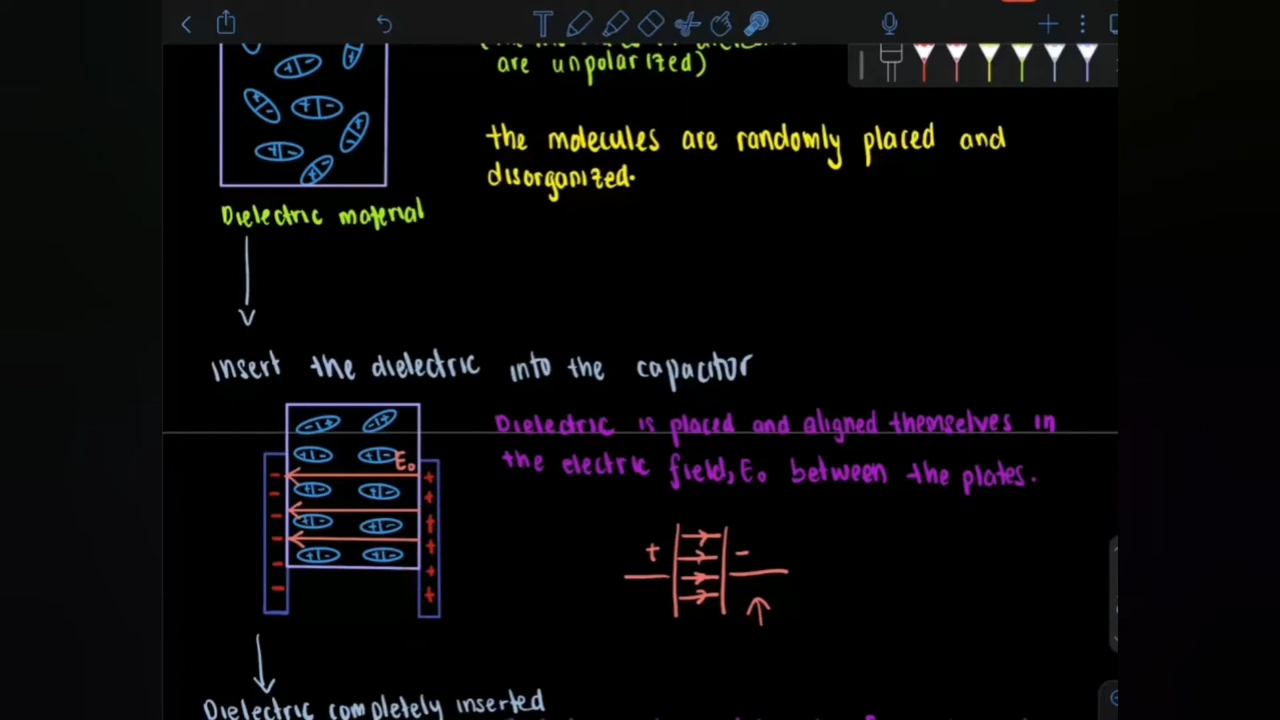 are unpolarized)
the molecules are randomly placed and
disorganized.
Dielectric material
Insert the dielectric into the capacitor
Dielectric is placed and aligned themselves in
the electric field, E₀ between the plates.
E₀
+ -
Dielectric completely inserted